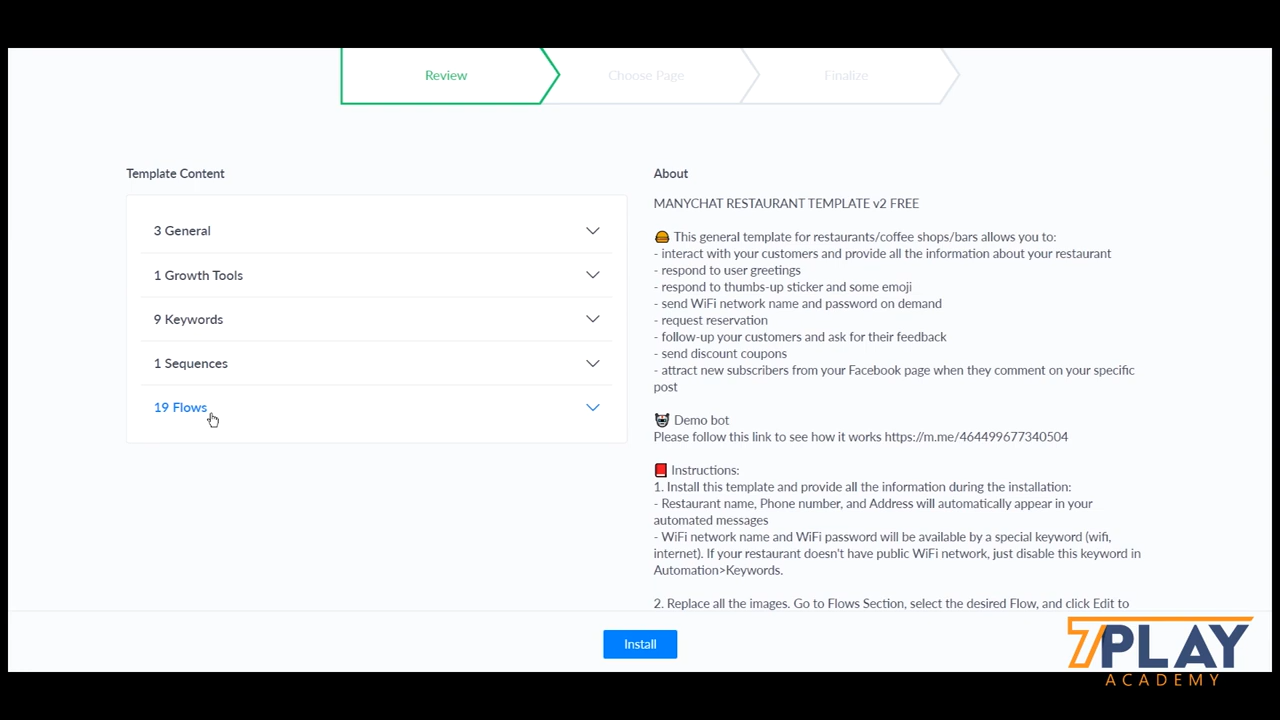 Review
Choose Page
Finalize
Template Content
3 General
1 Growth Tools
9 Keywords
1 Sequences
19 Flows
About
MANYCHAT RESTAURANT TEMPLATE v2 FREE
This general template for restaurants/coffee shops/bars allows you to:
- interact with your customers and provide all the information about your restaurant
- respond to user greetings
- respond to thumbs-up sticker and some emoji
- send WiFi network name and password on demand
- request reservation
- follow-up your customers and ask for their feedback
- send discount coupons
- attract new subscribers from your Facebook page when they comment on your specific
post
Demo bot
Please follow this link to see how it works https://m.me/464499677340504
Instructions:
1. Install this template and provide all the information during the installation:
- Restaurant name, Phone number, and Address will automatically appear in your
automated messages
- WiFi network name and WiFi password will be available by a special keyword (wifi,
internet). If your restaurant doesn't have public WiFi network, just disable this keyword in
Automation>Keywords.
2. Replace all the images. Go to Flows Section, select the desired Flow, and click Edit to
Install
7PLAY
ACADEMY